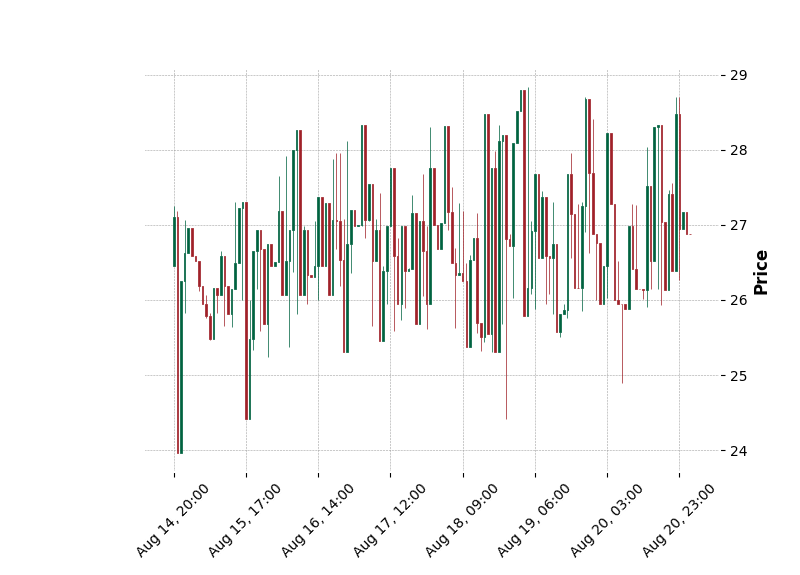 29
28
27
26
25
24
Price
Aug 14, 20:00
Aug 15, 17:00
Aug 16, 14:00
Aug 17, 12:00
Aug 18, 09:00
Aug 19, 06:00
Aug 20, 03:00
Aug 20, 23:00